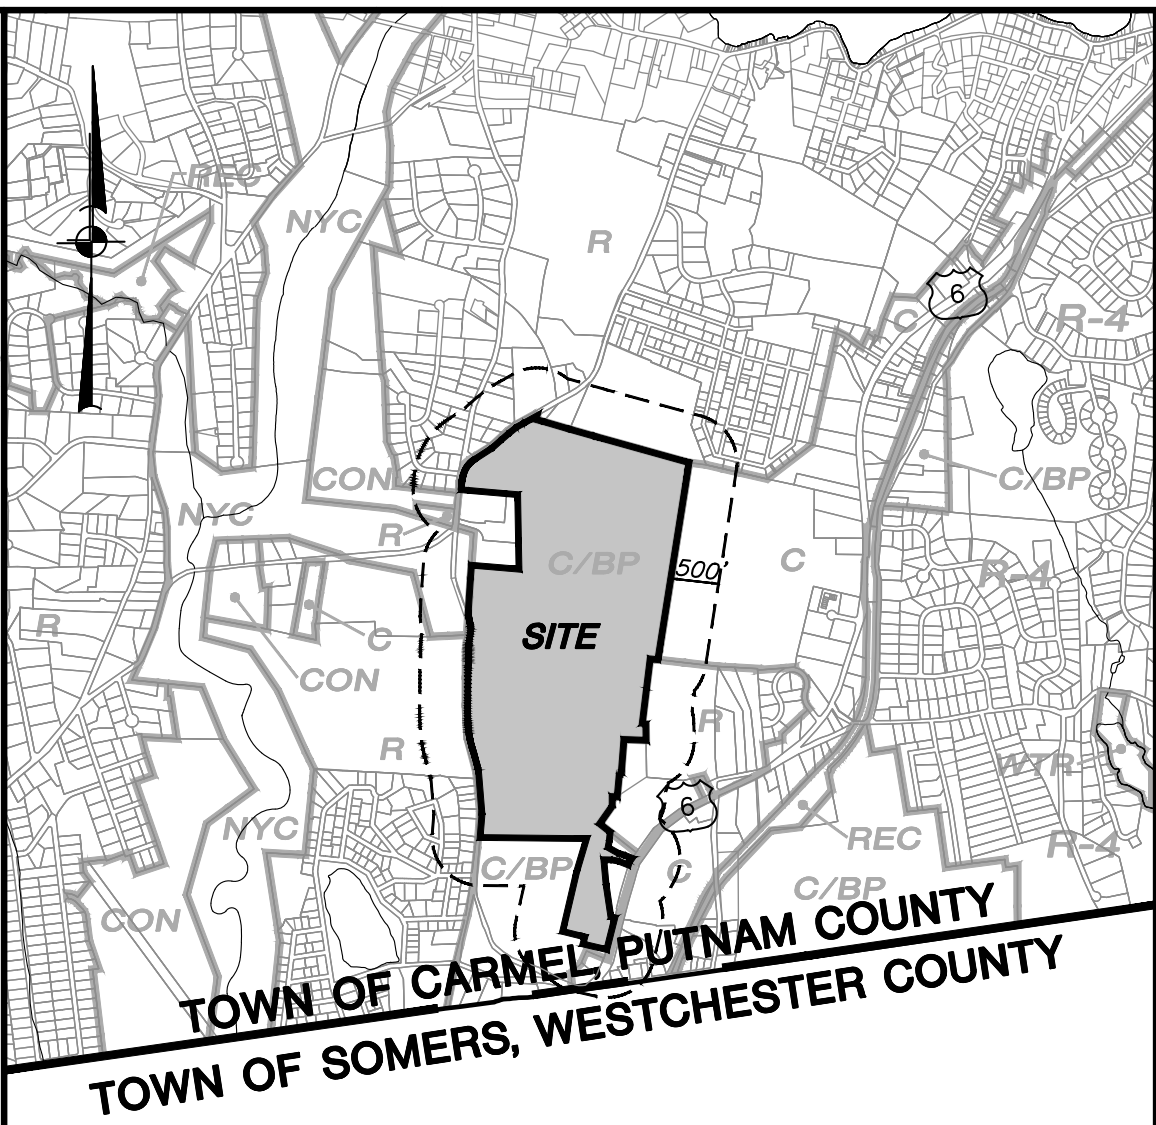 REC
NYC
R
6
C
R-4
CON
C/BP
NYC
R
C/BP
500'
C
R-4
R
SITE
C
CON
R
R
WTR
6
NYC
REC
R-4
C/BP
C
C/BP
CON
TOWN OF CARMEL, PUTNAM COUNTY
TOWN OF SOMERS, WESTCHESTER COUNTY